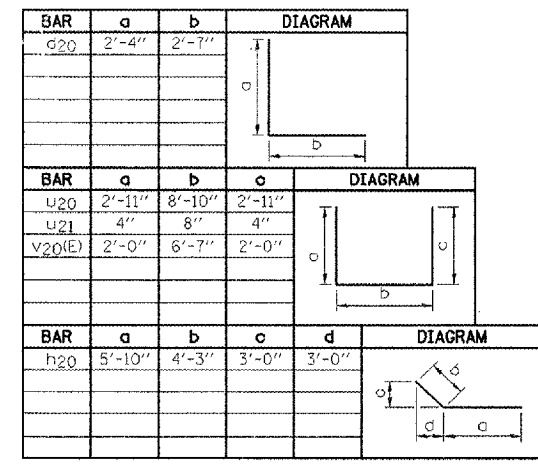 BAR a b DIAGRAM
d20 2'-4" 2'-7"
a
b
BAR a b c DIAGRAM
u20 2'-11" 8'-10" 2'-11"
u21 4" 8" 4"
v20(E) 2'-0" 6'-7" 2'-0"
a
c
b
BAR a b c d DIAGRAM
h20 5'-10" 4'-3" 3'-0" 3'-0"
b
c
d a